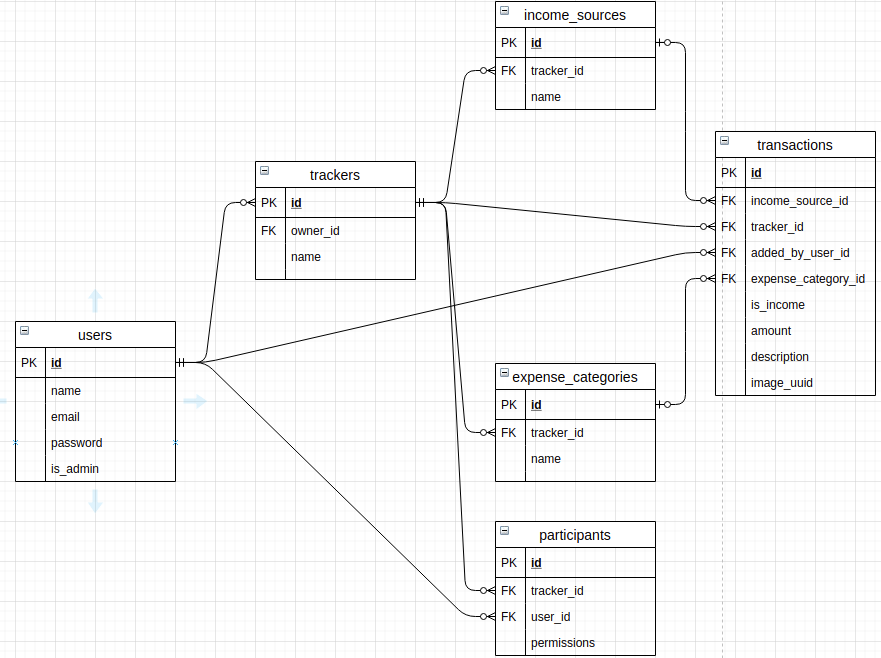 income_sources
PK id
FK tracker_id
name
transactions
PK id
FK income_source_id
FK tracker_id
FK added_by_user_id
FK expense_category_id
is_income
amount
description
image_uuid
trackers
PK id
FK owner_id
name
users
PK id
name
email
password
is_admin
expense_categories
PK id
FK tracker_id
name
participants
PK id
FK tracker_id
FK user_id
permissions